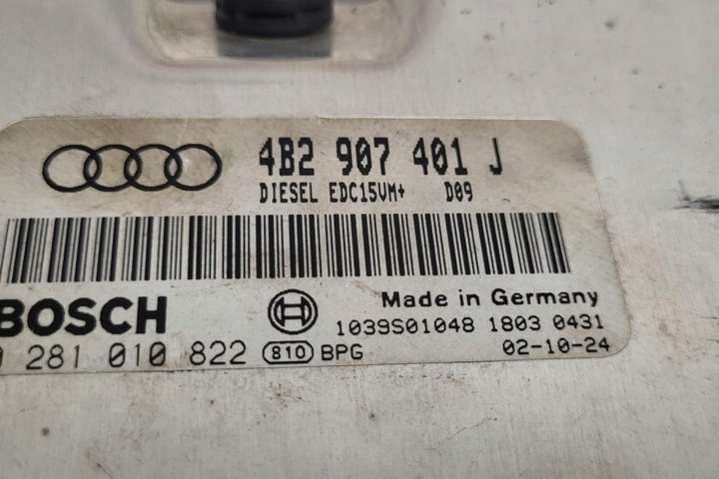 4B2 907 401 J
DIESEL EDC15VM+ D09
BOSCH
Made in Germany
1039S01048 1803 0431
0 281 010 822 810 BPG
02-10-24